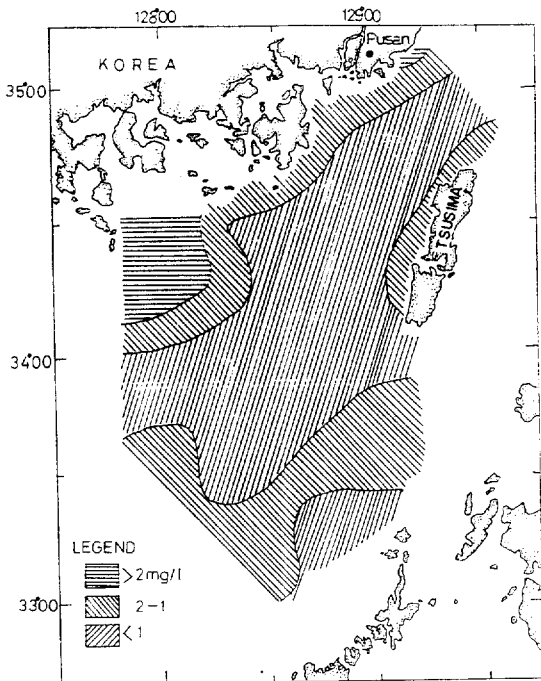 12800 12900
Pusan
KOREA
3500
TSUSIMA
3400
LEGEND
>2mg/l
2-1
<1
3300